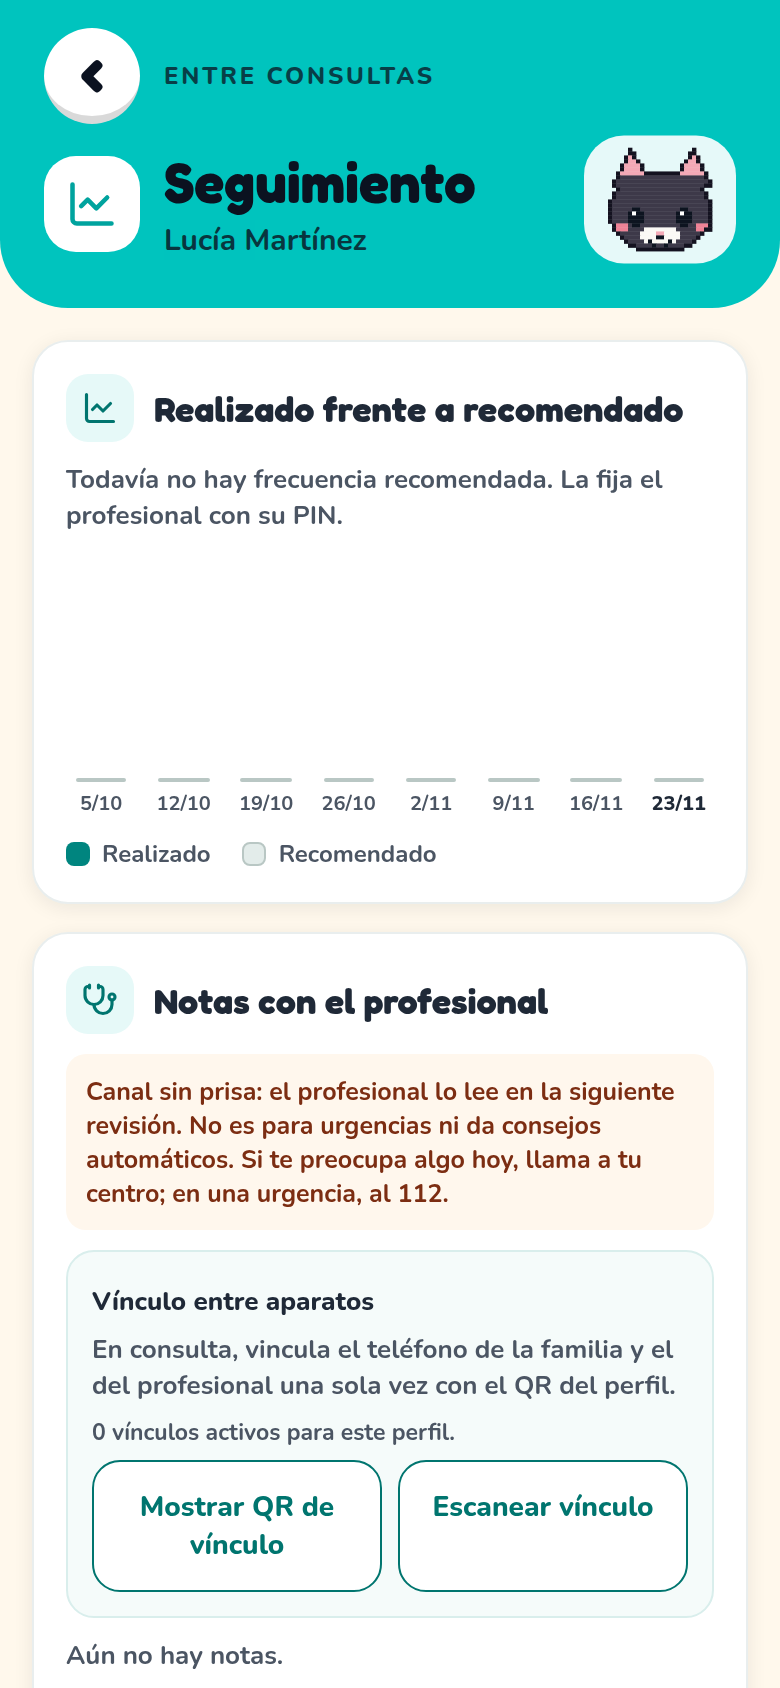 ENTRE CONSULTAS
Seguimiento
Lucía Martínez
Realizado frente a recomendado
Todavía no hay frecuencia recomendada. La fija el
profesional con su PIN.
5/10 12/10 19/10 26/10 2/11 9/11 16/11 23/11
Realizado Recomendado
Notas con el profesional
Canal sin prisa: el profesional lo lee en la siguiente
revisión. No es para urgencias ni da consejos
automáticos. Si te preocupa algo hoy, llama a tu
centro; en una urgencia, al 112.
Vínculo entre aparatos
En consulta, vincula el teléfono de la familia y el
del profesional una sola vez con el QR del perfil.
0 vínculos activos para este perfil.
Mostrar QR de
vínculo
Escanear vínculo
Aún no hay notas.